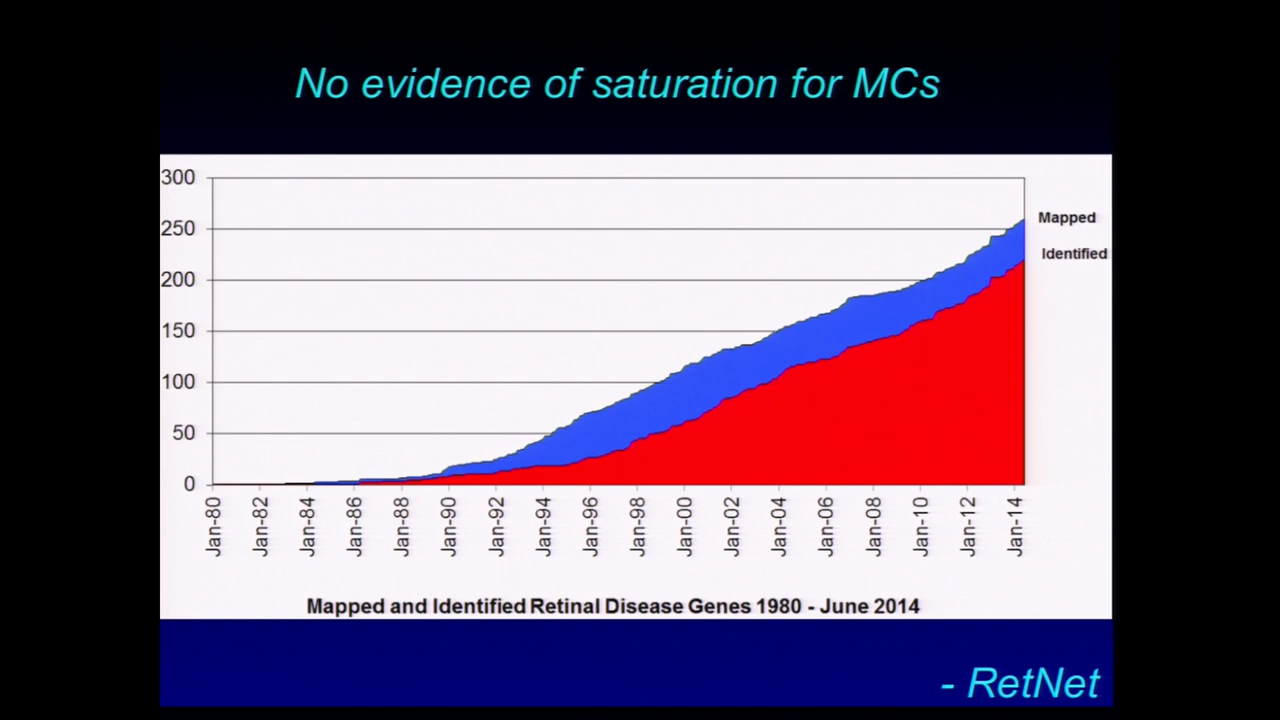 No evidence of saturation for MCs
300
250
200
150
100
50
0
Mapped
Identified
Jan-80
Jan-82
Jan-84
Jan-86
Jan-88
Jan-90
Jan-92
Jan-94
Jan-96
Jan-98
Jan-00
Jan-02
Jan-04
Jan-06
Jan-08
Jan-10
Jan-12
Jan-14
Mapped and Identified Retinal Disease Genes 1980 - June 2014
- RetNet